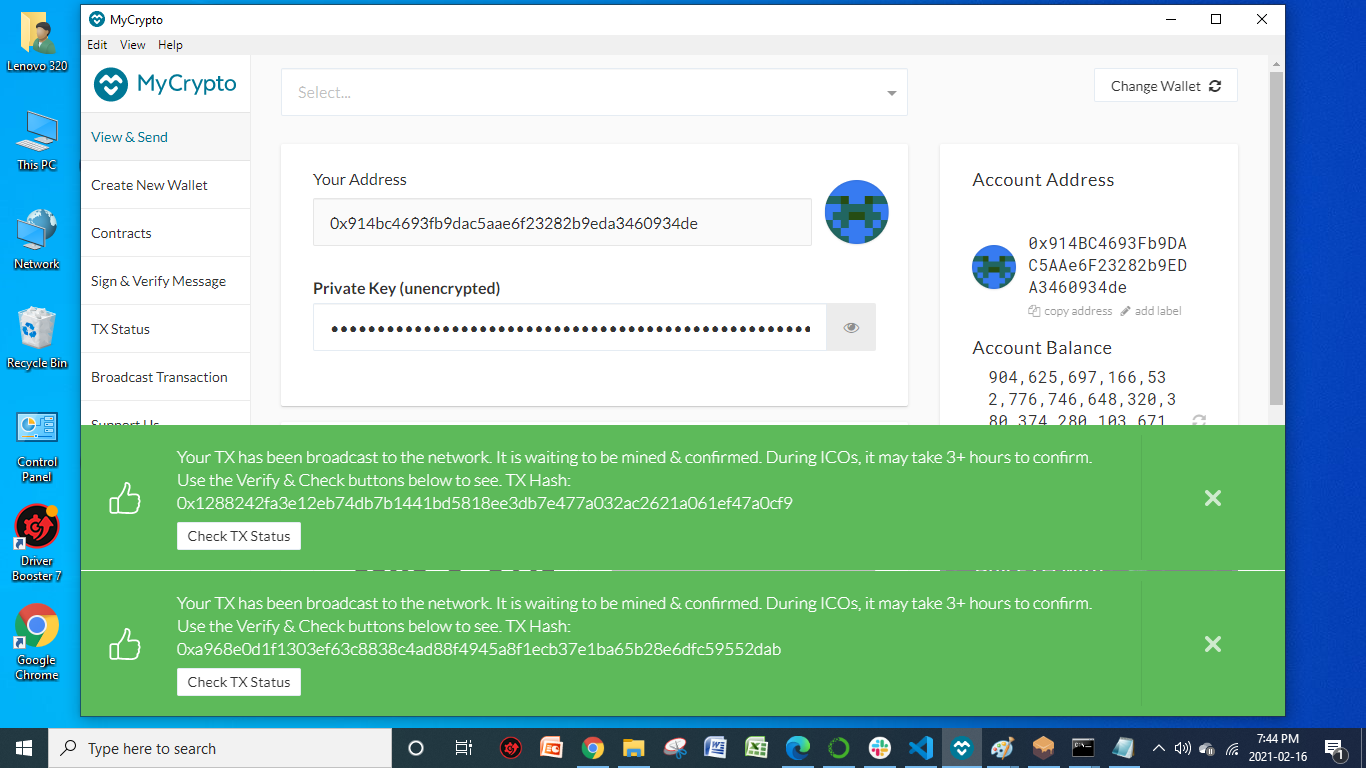 MyCrypto
Edit View Help
Lenovo 320
This PC
Network
Recycle Bin
Control
Panel
Driver
Booster 7
Google
Chrome
MyCrypto
View & Send
Create New Wallet
Contracts
Sign & Verify Message
TX Status
Broadcast Transaction
Support Us
Select...
Change Wallet
Your Address
0x914bc4693fb9dac5aae6f23282b9eda3460934de
Private Key (unencrypted)
Account Address
0x914BC4693Fb9DA
C5AAe6F23282b9ED
A3460934de
copy address add label
Account Balance
904,625,697,166,53
2,776,746,648,320,3
80,374,280,103,671
Your TX has been broadcast to the network. It is waiting to be mined & confirmed. During ICOs, it may take 3+ hours to confirm.
Use the Verify & Check buttons below to see. TX Hash:
0x1288242fa3e12eb74db7b1441bd5818ee3db7e477a032ac2621a061ef47a0cf9
Check TX Status
Your TX has been broadcast to the network. It is waiting to be mined & confirmed. During ICOs, it may take 3+ hours to confirm.
Use the Verify & Check buttons below to see. TX Hash:
0xa968e0d1f1303ef63c8838c4ad88f4945a8f1ecb37e1ba65b28e6dfc59552dab
Check TX Status
Type here to search
7:44 PM
2021-02-16
1